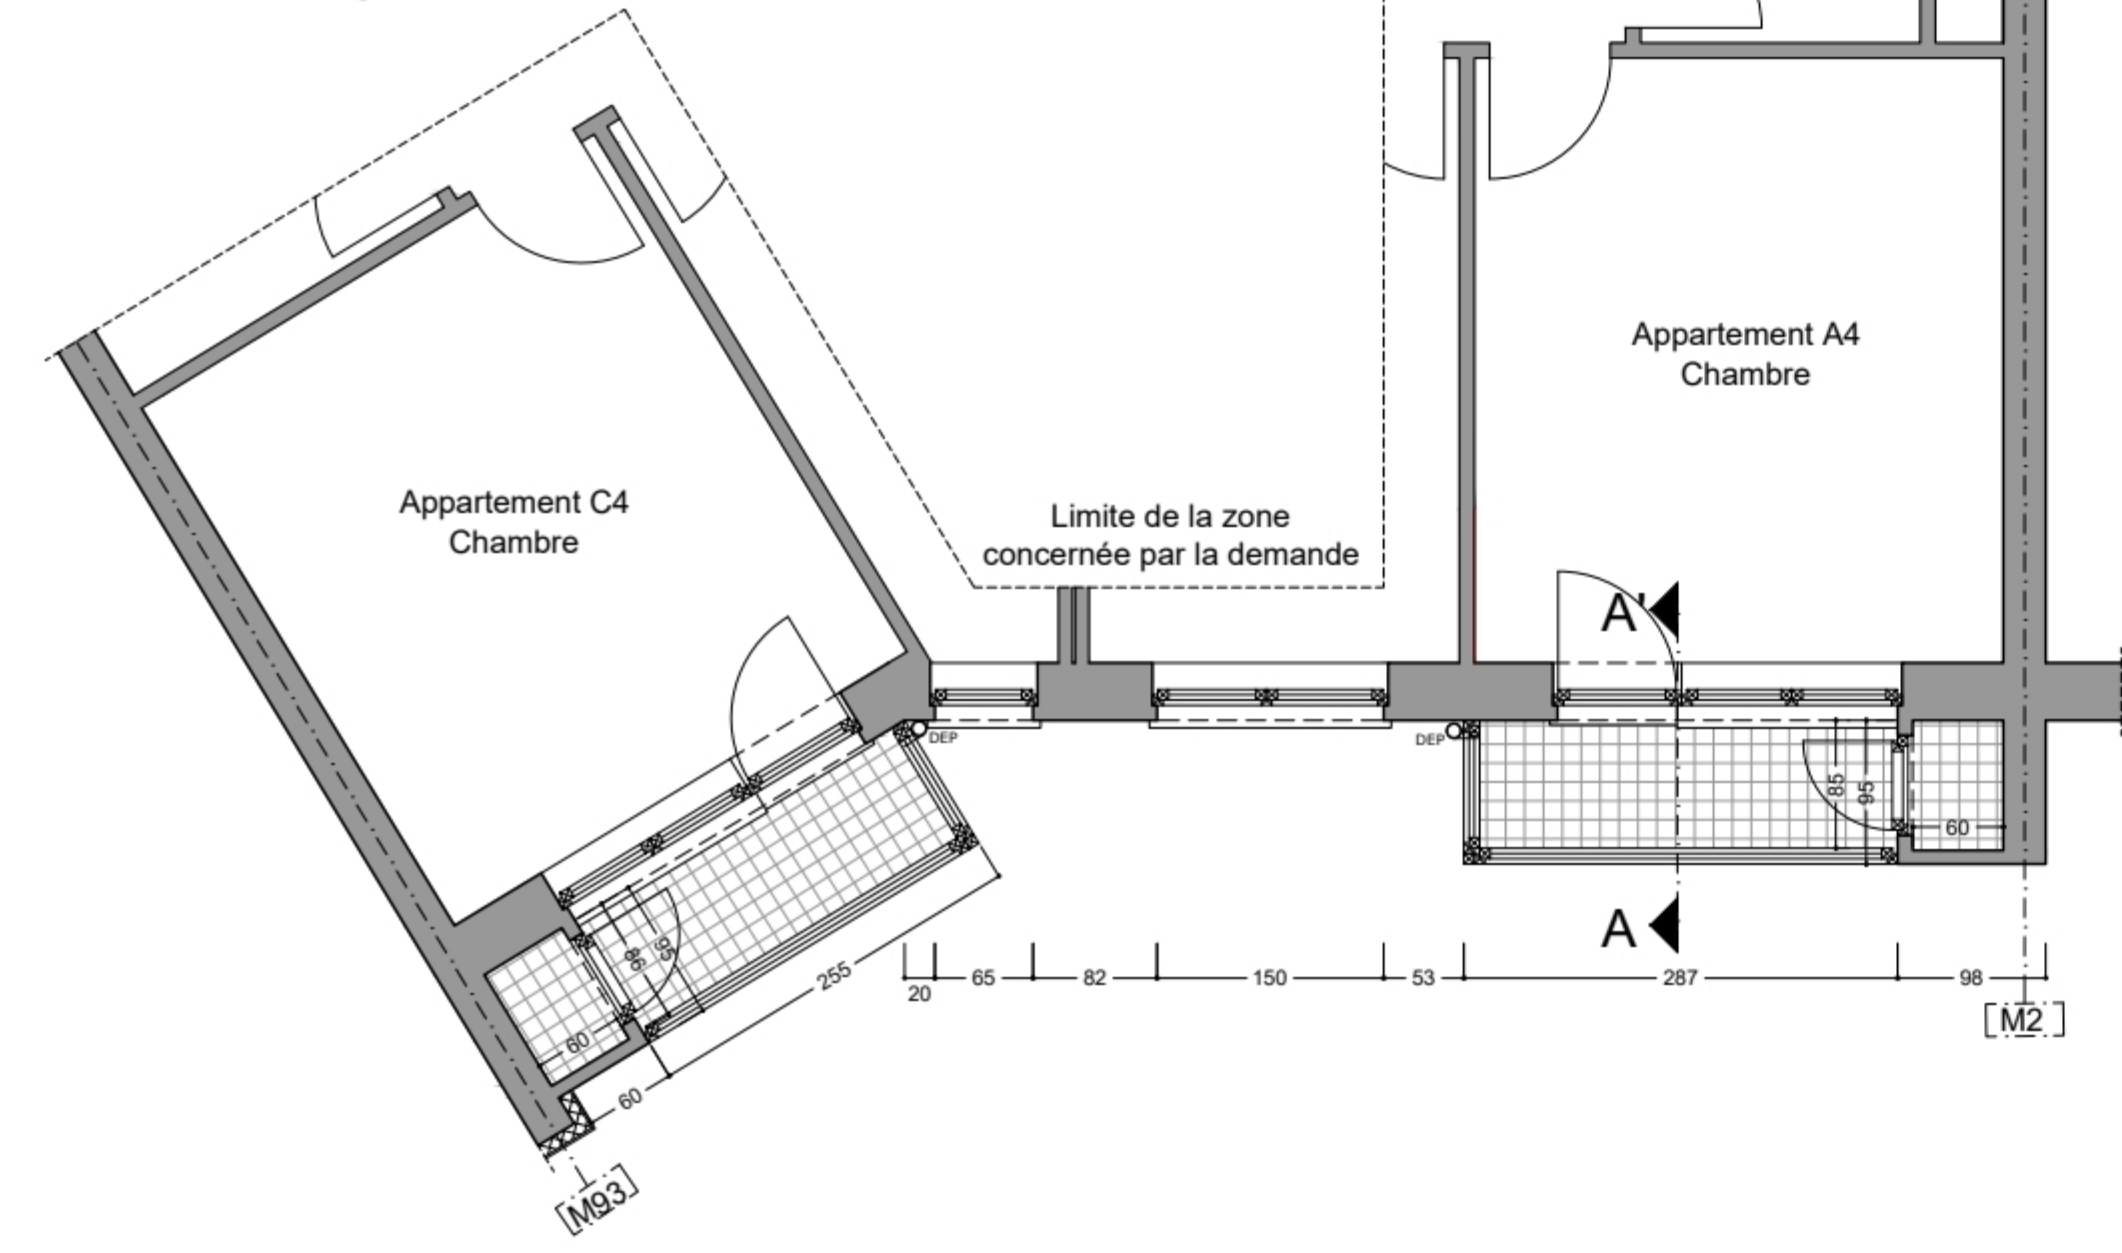 Appartement A4
Chambre
Appartement C4
Chambre
Limite de la zone
concernée par la demande
A'
DEP
DEP
85
95
60
86
95
60
A
255
20
65
82
150
53
287
98
60
[M2]
[M93]